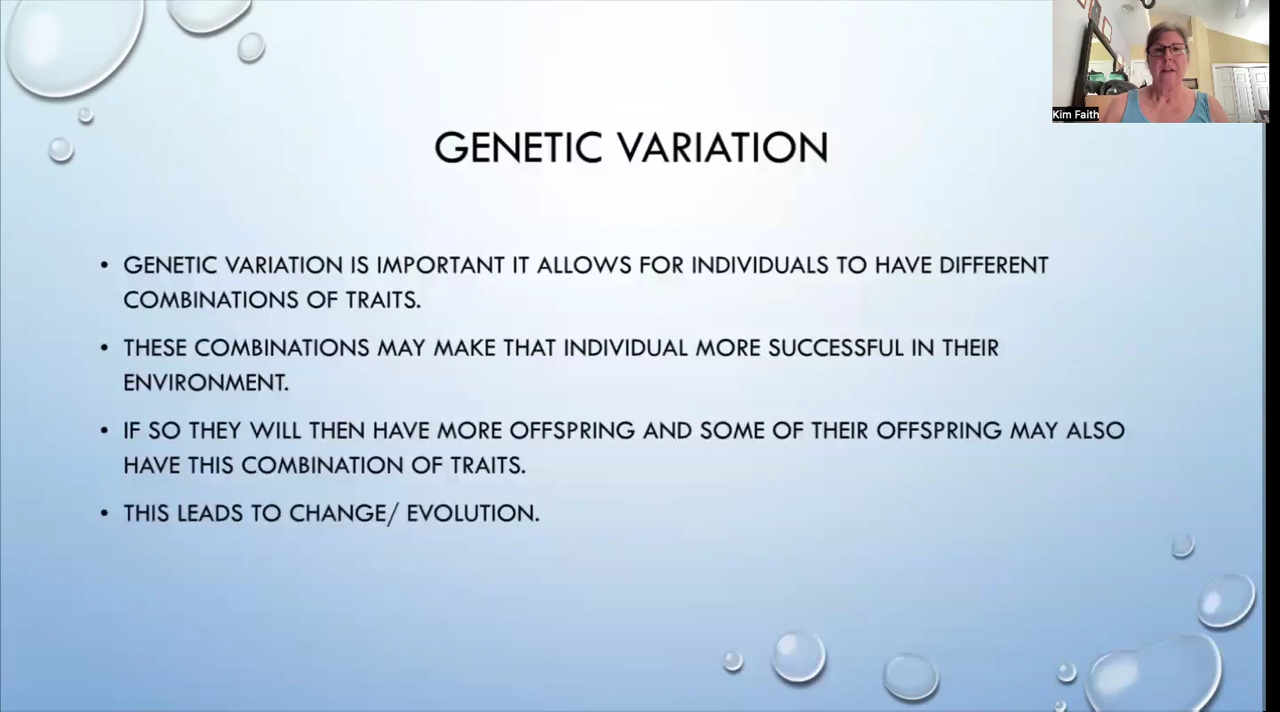 Kim Faith
GENETIC VARIATION
• GENETIC VARIATION IS IMPORTANT IT ALLOWS FOR INDIVIDUALS TO HAVE DIFFERENT
COMBINATIONS OF TRAITS.
• THESE COMBINATIONS MAY MAKE THAT INDIVIDUAL MORE SUCCESSFUL IN THEIR
ENVIRONMENT.
• IF SO THEY WILL THEN HAVE MORE OFFSPRING AND SOME OF THEIR OFFSPRING MAY ALSO
HAVE THIS COMBINATION OF TRAITS.
• THIS LEADS TO CHANGE/ EVOLUTION.